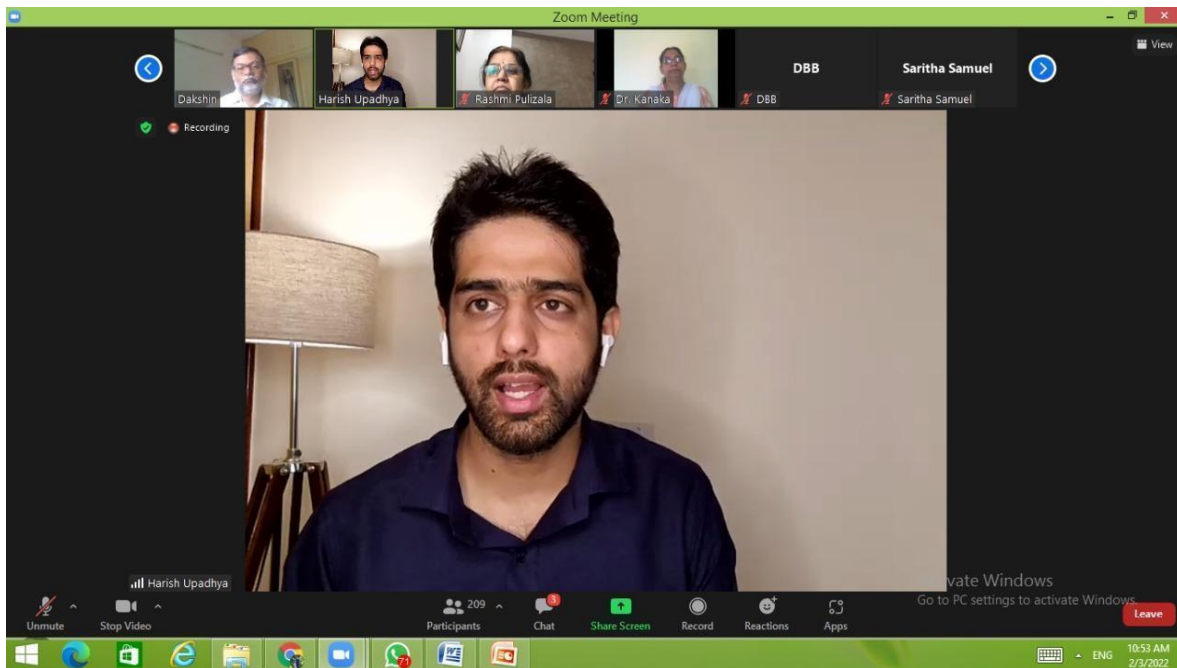 Zoom Meeting
View
DBB
Saritha Samuel
Dakshin
Harish Upadhya
Rashmi Pulizala
Dr. Kanaka
DBB
Saritha Samuel
Recording
Harish Upadhya
vate Windows
Go to PC settings to activate Windows.
209
3
Unmute
Stop Video
Participants
Chat
Share Screen
Record
Reactions
Apps
Leave
71
ENG
10:53 AM
2/3/2022